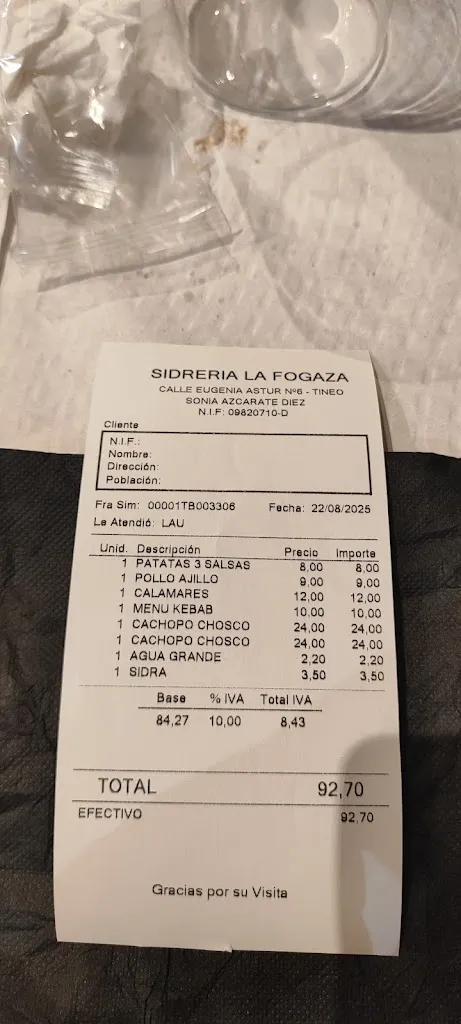 SIDRERIA LA FOGAZA
CALLE EUGENIA ASTUR Nº6 - TINEO
SONIA AZCARATE DIEZ
N.I.F: 09820710-D
Cliente
N.I.F.:
Nombre:
Dirección:
Población:
Fra Sim: 00001TB003306 Fecha: 22/08/2025
Le Atendió: LAU
Unid. Descripción Precio Importe
1 PATATAS 3 SALSAS 8,00 8,00
1 POLLO AJILLO 9,00 9,00
1 CALAMARES 12,00 12,00
1 MENU KEBAB 10,00 10,00
1 CACHOPO CHOSCO 24,00 24,00
1 CACHOPO CHOSCO 24,00 24,00
1 AGUA GRANDE 2,20 2,20
1 SIDRA 3,50 3,50
Base % IVA Total IVA
84,27 10,00 8,43
TOTAL 92,70
EFECTIVO 92,70
Gracias por su Visita